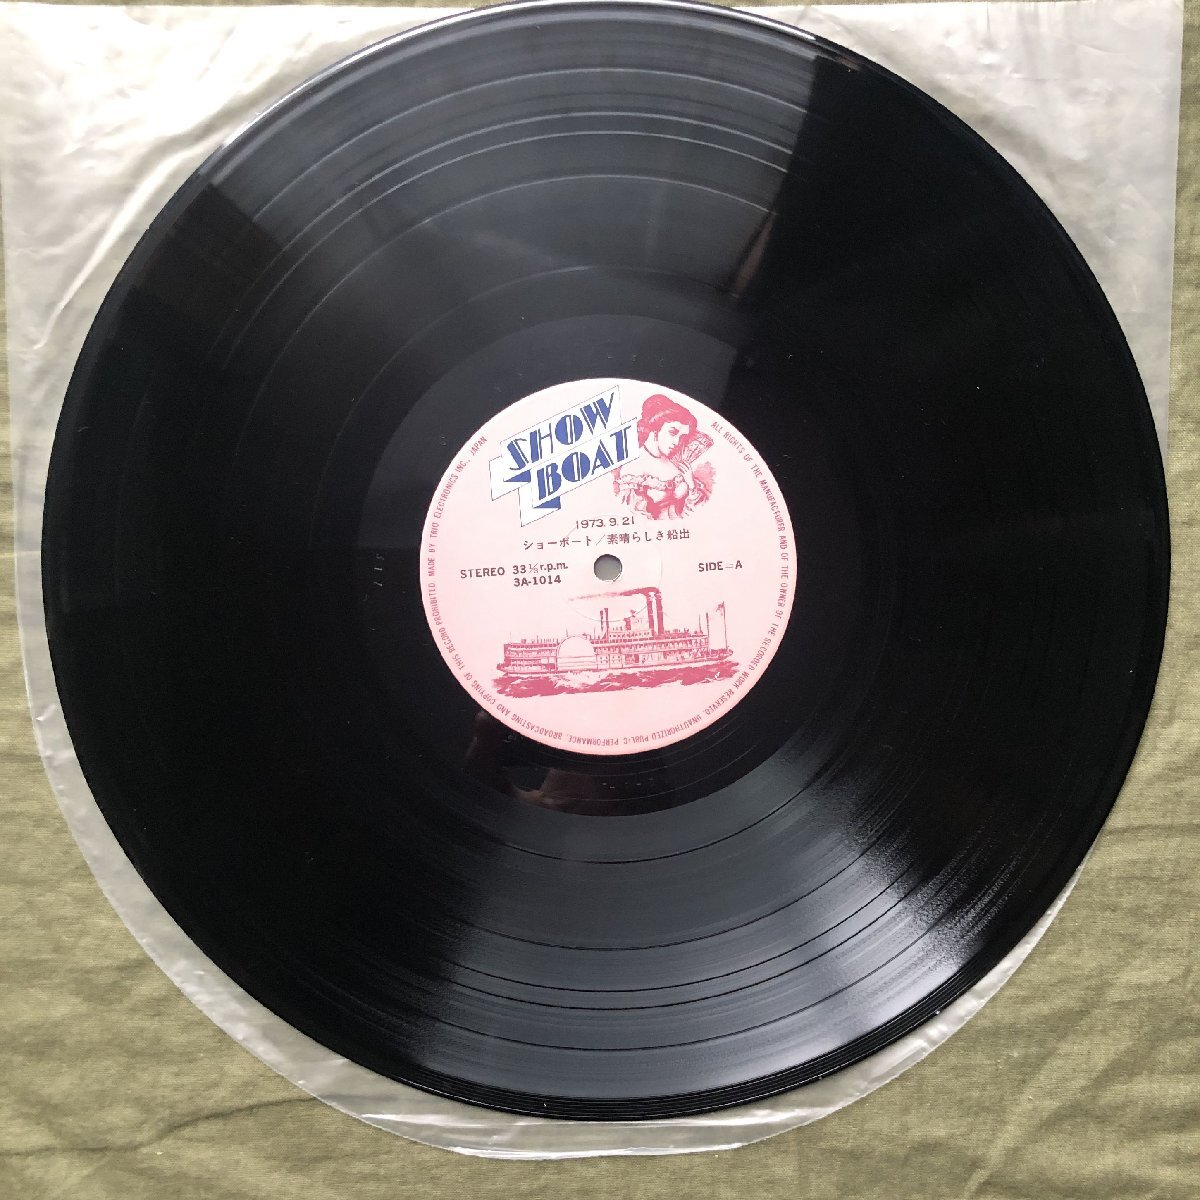 SHOW
BOAT
1973.9.21
ショーボート/素晴らしき船出
STEREO 33⅓r.p.m.
3A-1014
SIDE=A
ALL RIGHTS OF THE MANUFACTURER AND OF THE OWNER OF THE RECORDED WORK RESERVED. UNAUTHORIZED PUBLIC PERFORMANCE, BROADCASTING AND COPYING OF THIS RECORD PROHIBITED. MADE BY TRIO ELECTRONICS INC., JAPAN